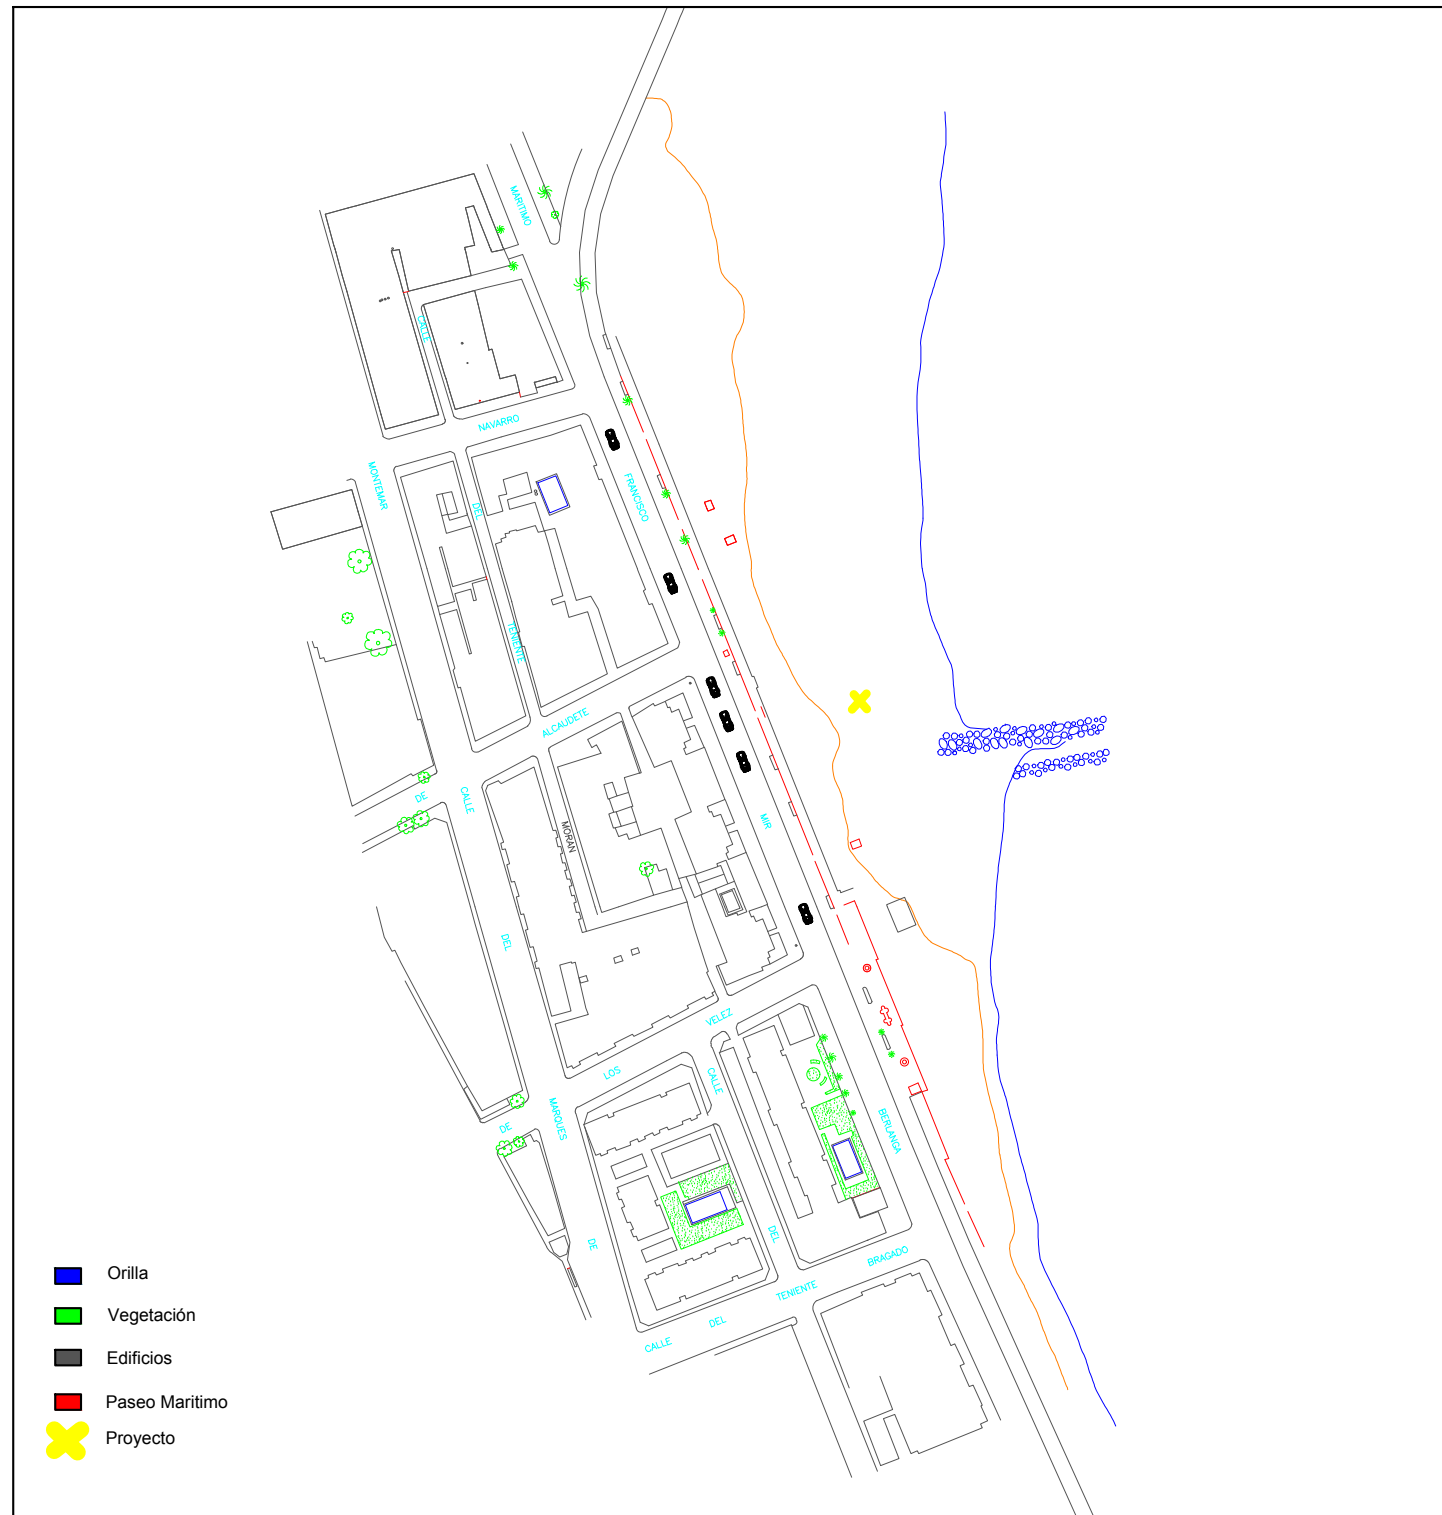 MARITIMO
CALLE
NAVARRO
MONTEMAR
DEL
FRANCISCO
TENIENTE
ALCAUDETE
DE
CALLE
MORAN
MIR
DEL
VELEZ
LOS
CALLE
MARQUES
DE
BERLANGA
DEL
DE
BRAGADO
TENIENTE
DEL
CALLE
Orilla
Vegetación
Edificios
Paseo Maritimo
Proyecto